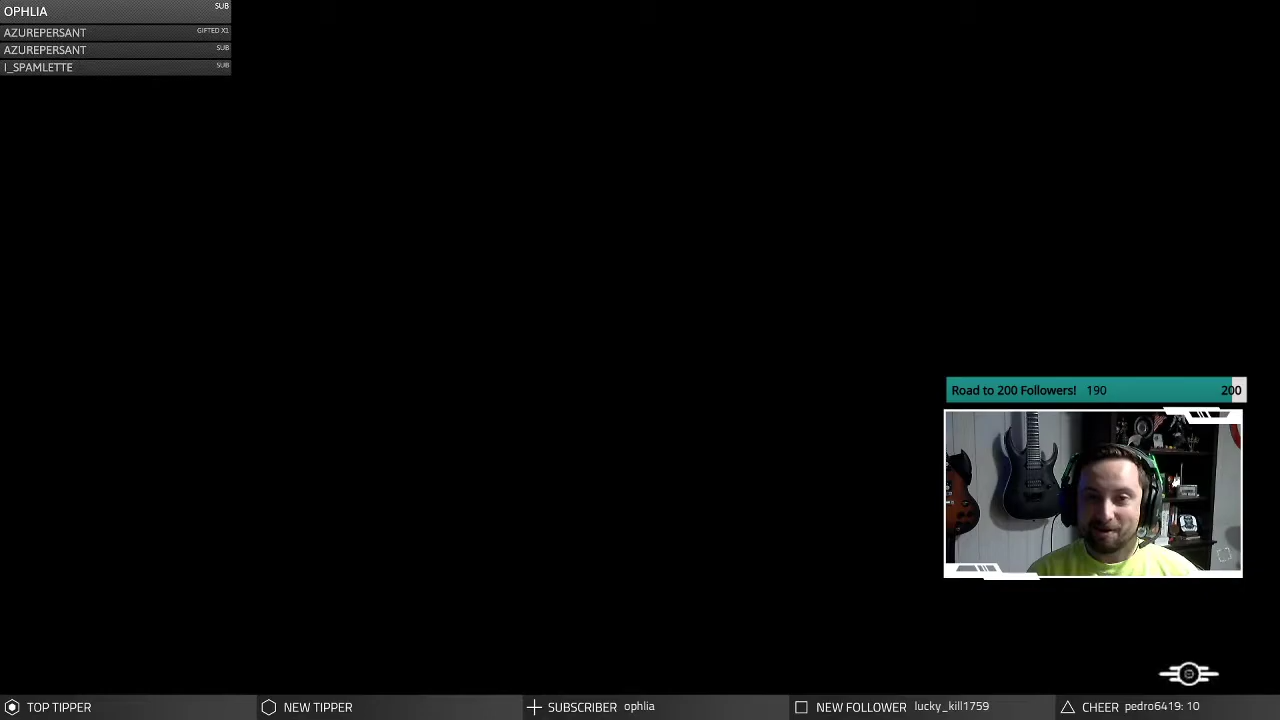 OPHLIA SUB
AZUREPERSANT GIFTED X1
AZUREPERSANT SUB
I_SPAMLETTE SUB
Road to 200 Followers! 190 200
TOP TIPPER NEW TIPPER SUBSCRIBER ophlia NEW FOLLOWER lucky_kill1759 CHEER pedro6419: 10